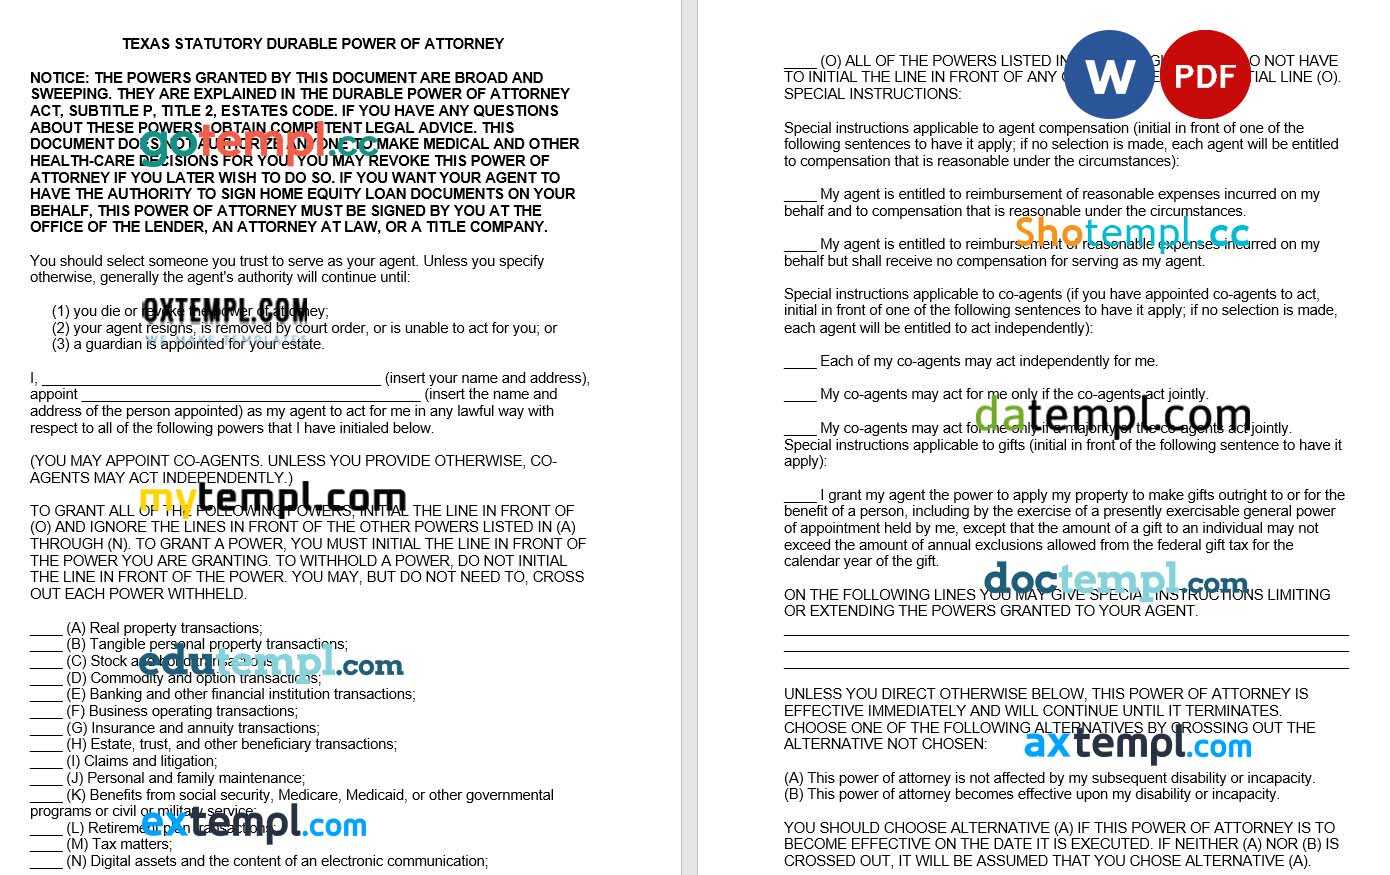 TEXAS STATUTORY DURABLE POWER OF ATTORNEY
NOTICE: THE POWERS GRANTED BY THIS DOCUMENT ARE BROAD AND
SWEEPING. THEY ARE EXPLAINED IN THE DURABLE POWER OF ATTORNEY
ACT, SUBTITLE P, TITLE 2, ESTATES CODE. IF YOU HAVE ANY QUESTIONS
ABOUT THESE POWERS, OBTAIN COMPETENT LEGAL ADVICE. THIS
DOCUMENT DOES NOT AUTHORIZE ANYONE TO MAKE MEDICAL AND OTHER
gotempl.cc
HEALTH-CARE DECISIONS FOR YOU. YOU MAY REVOKE THIS POWER OF
ATTORNEY IF YOU LATER WISH TO DO SO. IF YOU WANT YOUR AGENT TO
HAVE THE AUTHORITY TO SIGN HOME EQUITY LOAN DOCUMENTS ON YOUR
BEHALF, THIS POWER OF ATTORNEY MUST BE SIGNED BY YOU AT THE
OFFICE OF THE LENDER, AN ATTORNEY AT LAW, OR A TITLE COMPANY.
You should select someone you trust to serve as your agent. Unless you specify
otherwise, generally the agent's authority will continue until:
(1) you die or revoke the power of attorney;
OXTEMPL.COM
(2) your agent resigns, is removed by court order, or is unable to act for you; or
WE MAKE TEMPLATES
(3) a guardian is appointed for your estate.
I, ________________________________________ (insert your name and address),
appoint ________________________________________ (insert the name and
address of the person appointed) as my agent to act for me in any lawful way with
respect to all of the following powers that I have initialed below.
(YOU MAY APPOINT CO-AGENTS. UNLESS YOU PROVIDE OTHERWISE, CO-
AGENTS MAY ACT INDEPENDENTLY.)
mytempl.com
TO GRANT ALL OF THE FOLLOWING POWERS, INITIAL THE LINE IN FRONT OF
(O) AND IGNORE THE LINES IN FRONT OF THE OTHER POWERS LISTED IN (A)
THROUGH (N). TO GRANT A POWER, YOU MUST INITIAL THE LINE IN FRONT OF
THE POWER YOU ARE GRANTING. TO WITHHOLD A POWER, DO NOT INITIAL
THE LINE IN FRONT OF THE POWER. YOU MAY, BUT DO NOT NEED TO, CROSS
OUT EACH POWER WITHHELD.
____ (A) Real property transactions;
____ (B) Tangible personal property transactions;
____ (C) Stock and bond transactions;
edutempl.com
____ (D) Commodity and option transactions;
____ (E) Banking and other financial institution transactions;
____ (F) Business operating transactions;
____ (G) Insurance and annuity transactions;
____ (H) Estate, trust, and other beneficiary transactions;
____ (I) Claims and litigation;
____ (J) Personal and family maintenance;
____ (K) Benefits from social security, Medicare, Medicaid, or other governmental
programs or civil or military service;
____ (L) Retirement plan transactions;
extempl.com
____ (M) Tax matters;
____ (N) Digital assets and the content of an electronic communication;
____ (O) ALL OF THE POWERS LISTED IN DO NOT HAVE
W
PDF
TO INITIAL THE LINE IN FRONT OF ANY INITIAL LINE (O).
SPECIAL INSTRUCTIONS:
Special instructions applicable to agent compensation (initial in front of one of the
following sentences to have it apply; if no selection is made, each agent will be entitled
to compensation that is reasonable under the circumstances):
____ My agent is entitled to reimbursement of reasonable expenses incurred on my
behalf and to compensation that is reasonable under the circumstances.
Shotempl.cc
____ My agent is entitled to reimbursement of reasonable expenses incurred on my
behalf but shall receive no compensation for serving as my agent.
Special instructions applicable to co-agents (if you have appointed co-agents to act,
initial in front of one of the following sentences to have it apply; if no selection is made,
each agent will be entitled to act independently):
____ Each of my co-agents may act independently for me.
____ My co-agents may act for me only if the co-agents act jointly.
datempl.com
____ My co-agents may act for me only if a majority of the co-agents act jointly.
Special instructions applicable to gifts (initial in front of the following sentence to have it
apply):
____ I grant my agent the power to apply my property to make gifts outright to or for the
benefit of a person, including by the exercise of a presently exercisable general power
of appointment held by me, except that the amount of a gift to an individual may not
exceed the amount of annual exclusions allowed from the federal gift tax for the
calendar year of the gift.
doctempl.com
ON THE FOLLOWING LINES YOU MAY GIVE SPECIAL INSTRUCTIONS LIMITING
OR EXTENDING THE POWERS GRANTED TO YOUR AGENT.
UNLESS YOU DIRECT OTHERWISE BELOW, THIS POWER OF ATTORNEY IS
EFFECTIVE IMMEDIATELY AND WILL CONTINUE UNTIL IT TERMINATES.
CHOOSE ONE OF THE FOLLOWING ALTERNATIVES BY CROSSING OUT THE
ALTERNATIVE NOT CHOSEN:
axtempl.com
(A) This power of attorney is not affected by my subsequent disability or incapacity.
(B) This power of attorney becomes effective upon my disability or incapacity.
YOU SHOULD CHOOSE ALTERNATIVE (A) IF THIS POWER OF ATTORNEY IS TO
BECOME EFFECTIVE ON THE DATE IT IS EXECUTED. IF NEITHER (A) NOR (B) IS
CROSSED OUT, IT WILL BE ASSUMED THAT YOU CHOSE ALTERNATIVE (A).